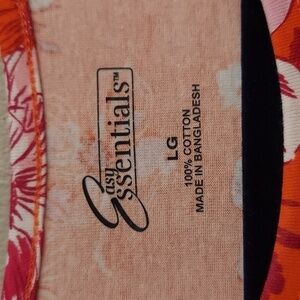 Easy
Essentials™
LG
100% COTTON
MADE IN BANGLADESH